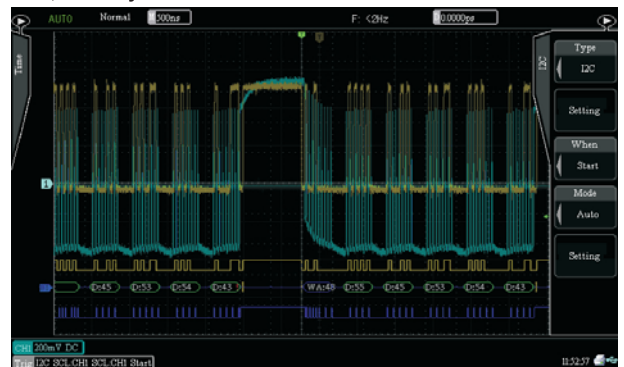 AUTO Normal M 500ns F: <2Hz D 0.0000ps
Time
I2C
Type
I2C
Setting
When
Start
Mode
Auto
Setting
1
D:45 D:53 D:54 D:43 WA:48 D:55 D:45 D:53 D:54 D:43
CH1 200mV DC
Trig I2C SCL:CH1 SCL:CH1 Start
11:52:57